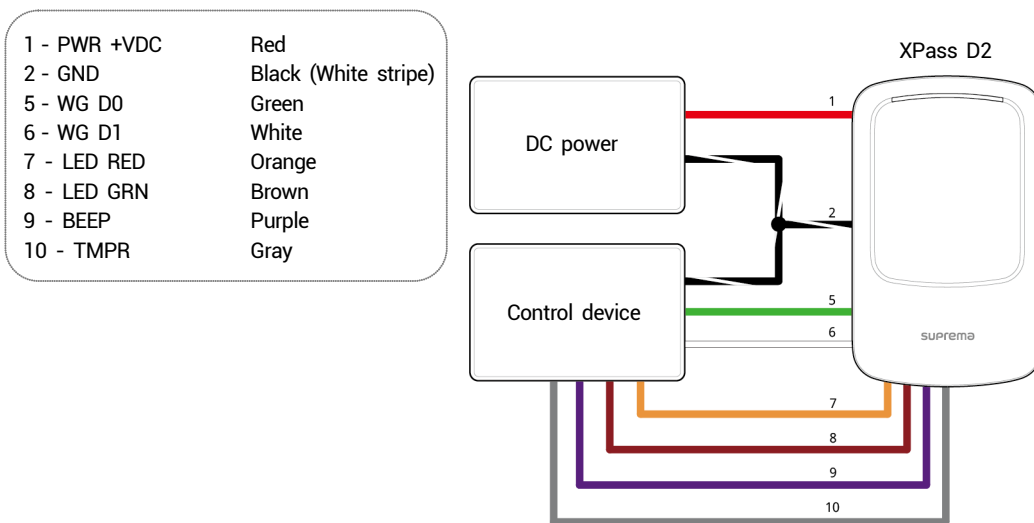 1 - PWR +VDC Red
2 - GND Black (White stripe)
5 - WG D0 Green
6 - WG D1 White
7 - LED RED Orange
8 - LED GRN Brown
9 - BEEP Purple
10 - TMPR Gray
XPass D2
DC power
1
2
Control device
5
6
suprema
7
8
9
10